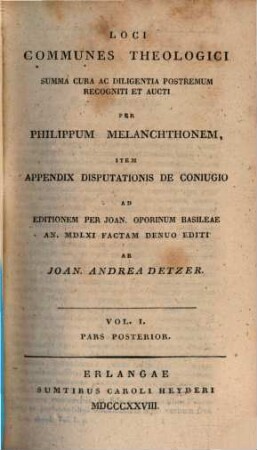 LOCI
COMMUNES THEOLOGICI
SUMMA CURA AC DILIGENTIA POSTREMUM
RECOGNITI ET AUCTI
PER
PHILIPPUM MELANCHTHONEM,
ITEM
APPENDIX DISPUTATIONIS DE CONIUGIO
AD
EDITIONEM PER JOAN. OPORINUM BASILEAE
AN. MDLXI FACTAM DENUO EDITI
AB
JOAN. ANDREA DETZER.
VOL. I.
PARS POSTERIOR.
ERLANGAE
SUMTIBUS CAROLI HEYDERI
MDCCCXXVIII.